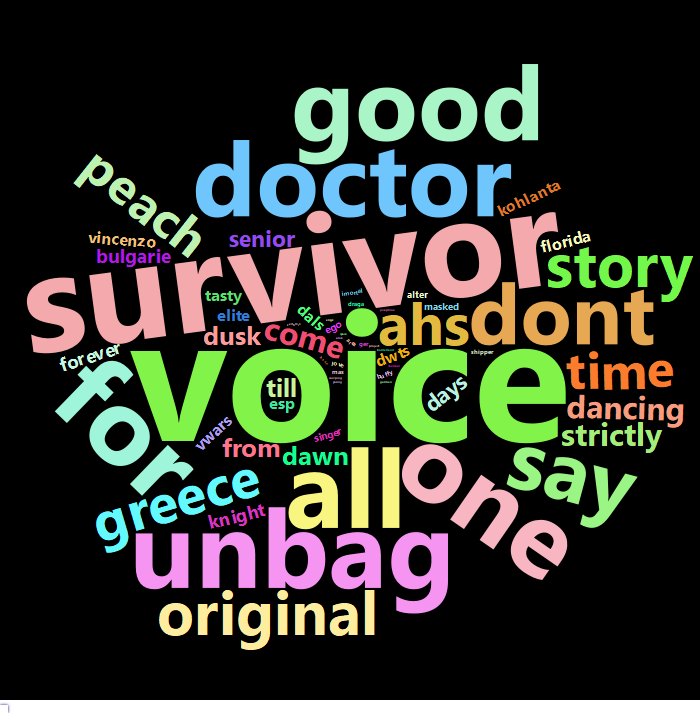 good
doctor
peach
kohlanta
survivor
vincenzo
senior
florida
bulgarie
story
tasty
imortel
alter
draga
masked
elite
dals
ego
ahs
dont
dusk
come
forever
dwts
shipper
voice
time
till
days
for
esp
dancing
vwars
singer
strictly
from
dawn
one
say
all
greece
knight
unbag
original